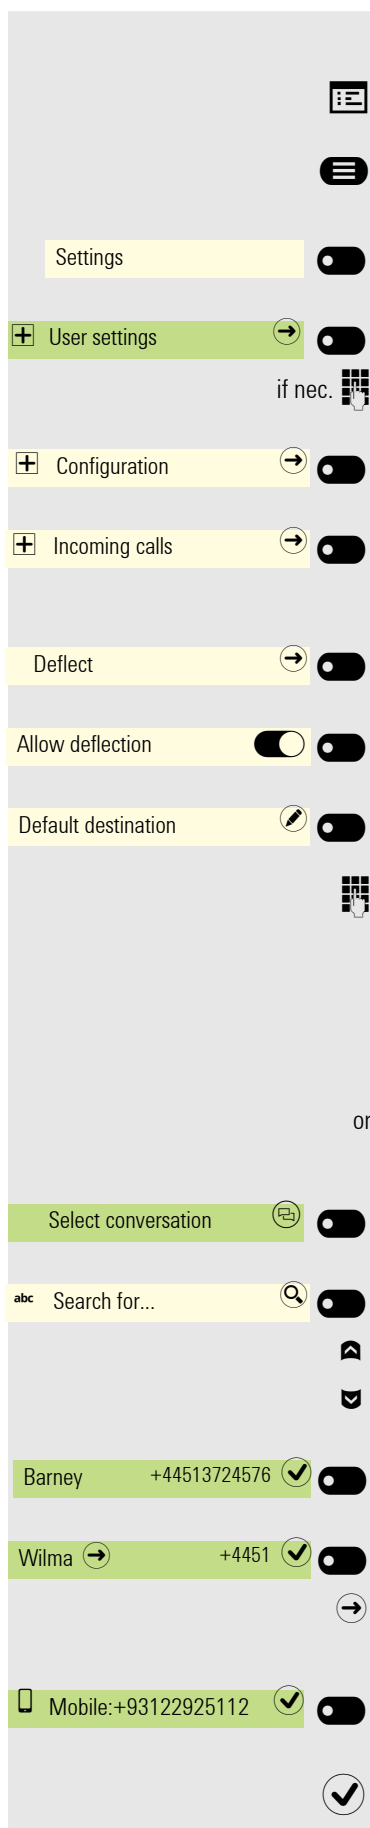 Settings
User settings
if nec.
Configuration
Incoming calls
Deflect
Allow deflection
Default destination
or
Select conversation
abc Search for...
Barney +44513724576
Wilma +4451
Mobile:+93122925112